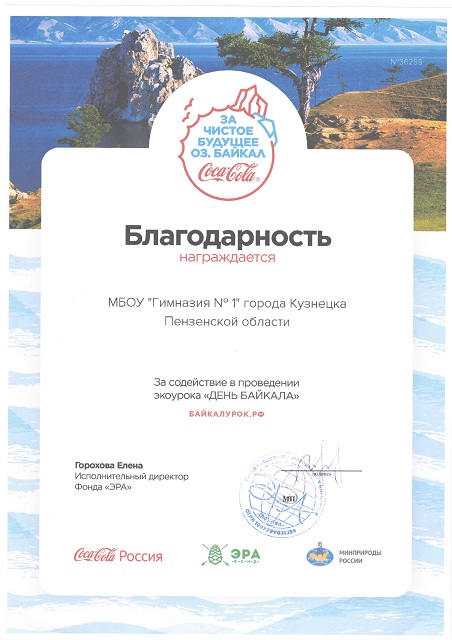 №36255
ЗА
ЧИСТОЕ
БУДУЩЕЕ
ОЗ. БАЙКАЛ
Coca-Cola
Благодарность
награждается
МБОУ "Гимназия № 1" города Кузнецка
Пензенской области
За содействие в проведении
экоурока «ДЕНЬ БАЙКАЛА»
БАЙКАЛУРОК.РФ
Горохова Елена
Исполнительный директор
Фонда «ЭРА»
подпись
МП
Coca-Cola Россия
ЭРА
ФОНД
МИНПРИРОДЫ
РОССИИ